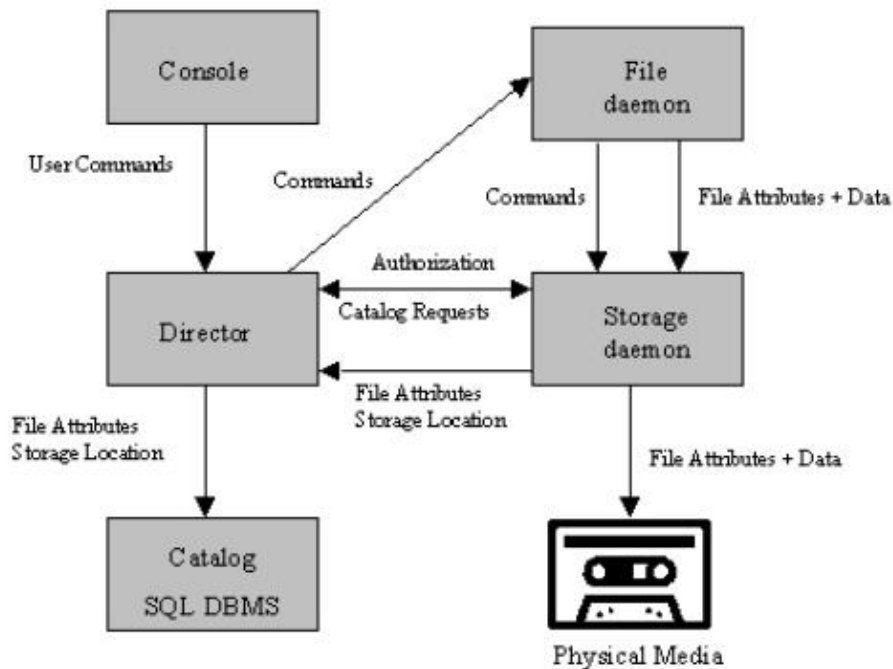 Console
File
daemon
User Commands
Commands
Commands
File Attributes + Data
Authorization
Catalog Requests
Director
Storage
daemon
File Attributes
Storage Location
File Attributes
Storage Location
File Attributes + Data
Catalog
SQL DBMS
Physical Media